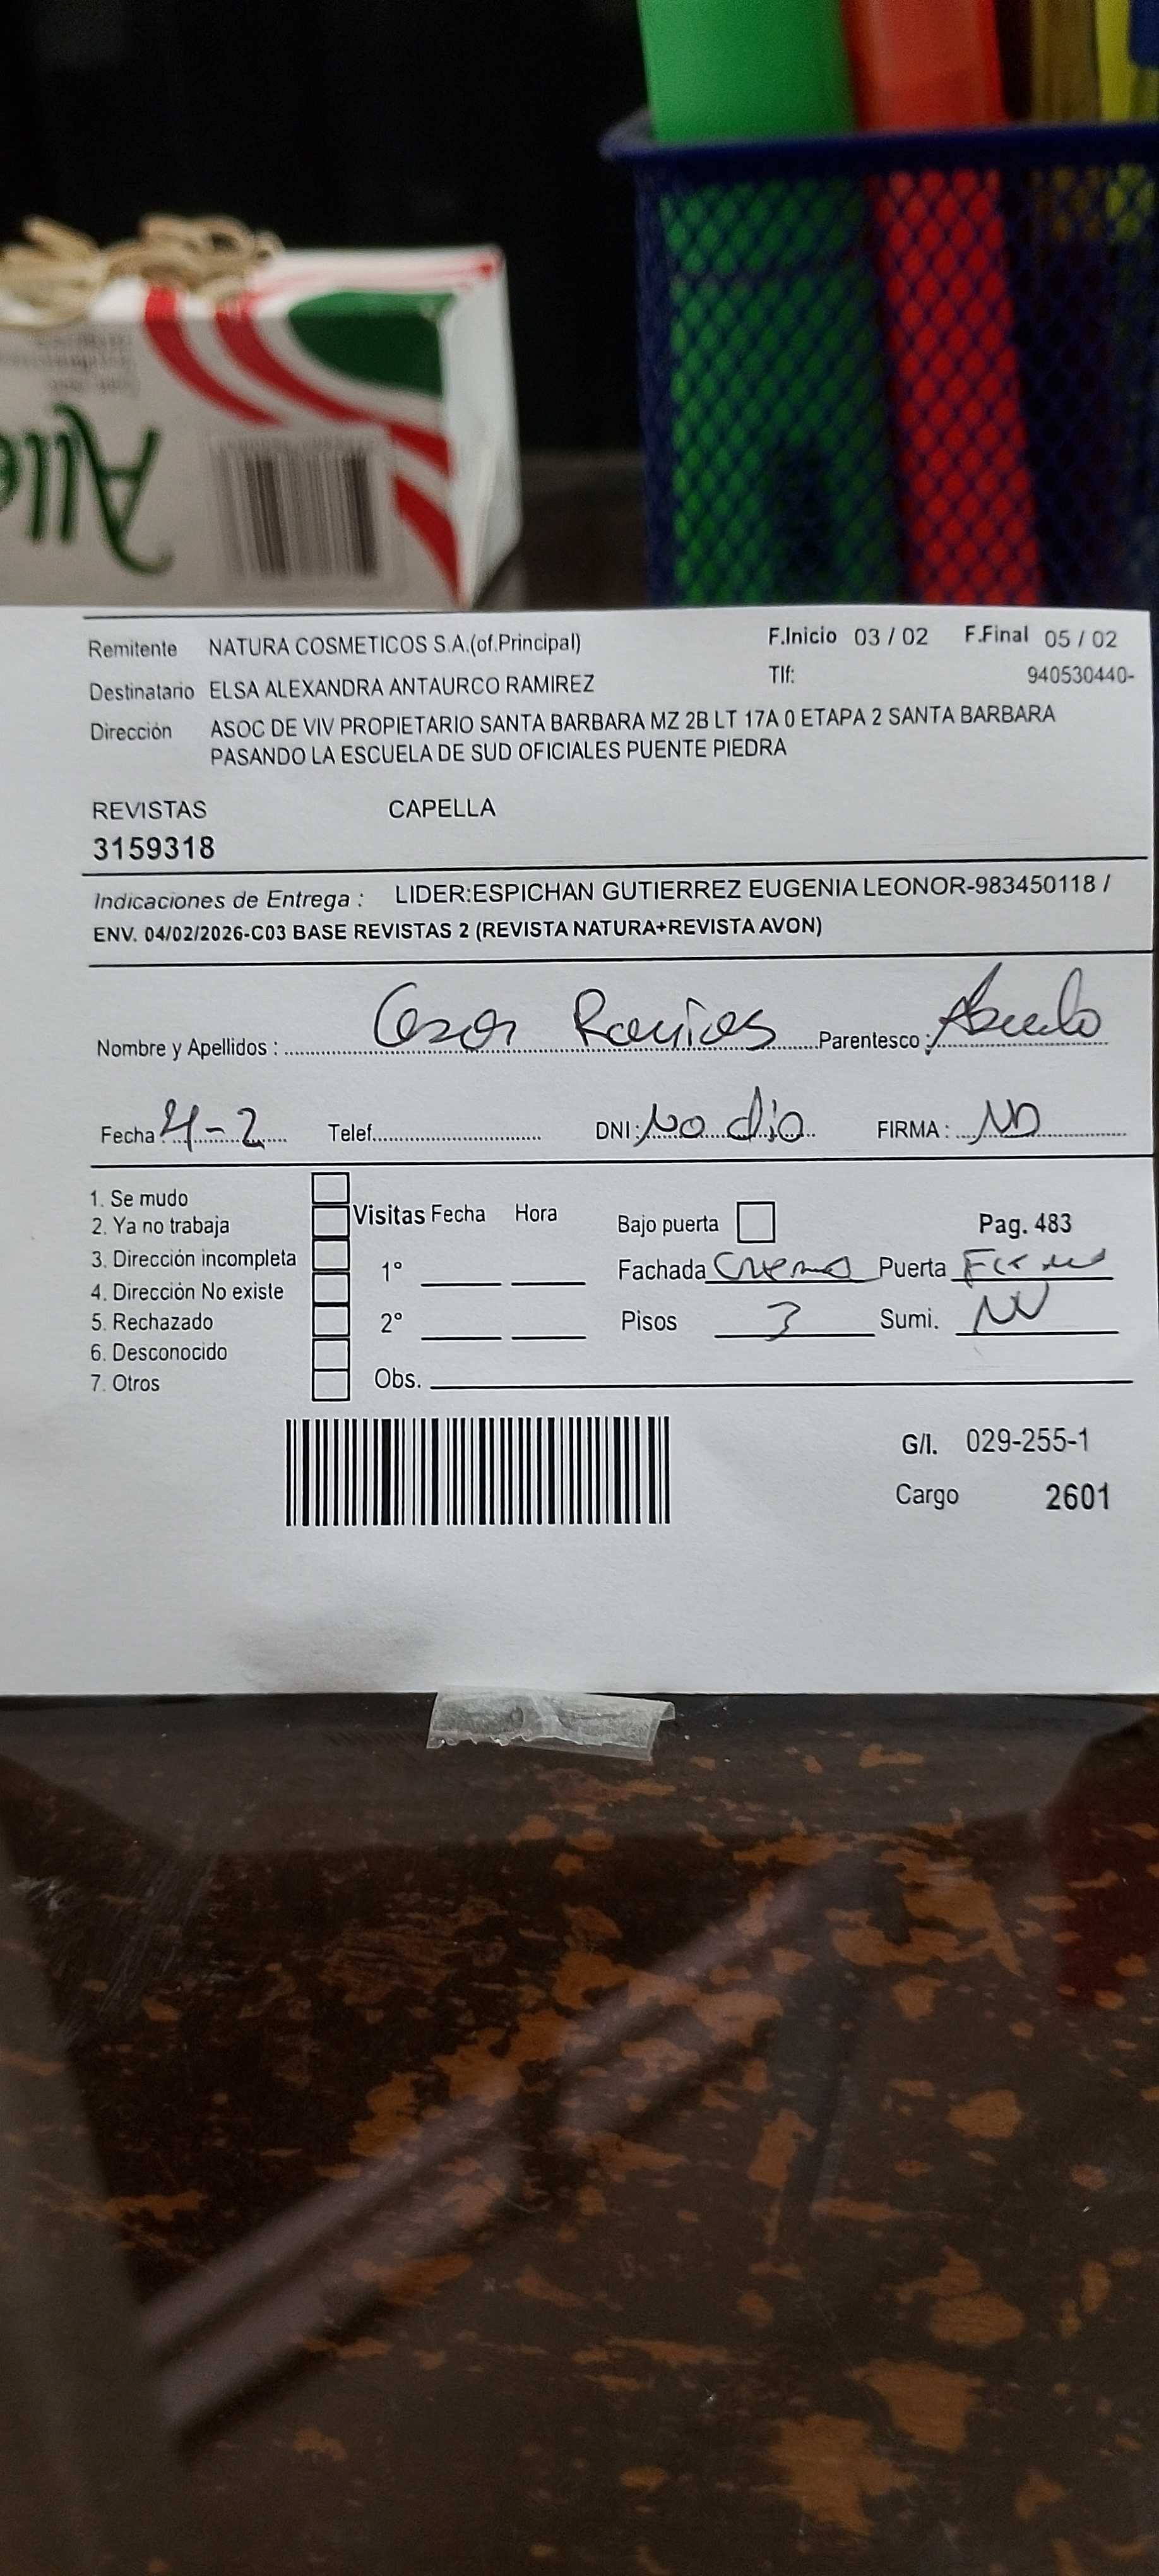 Alle
Remitente NATURA COSMETICOS S.A.(of.Principal) F.Inicio 03 / 02 F.Final 05 / 02
Destinatario ELSA ALEXANDRA ANTAURCO RAMIREZ Tlf: 940530440-
Dirección ASOC DE VIV PROPIETARIO SANTA BARBARA MZ 2B LT 17A 0 ETAPA 2 SANTA BARBARA
PASANDO LA ESCUELA DE SUD OFICIALES PUENTE PIEDRA
REVISTAS CAPELLA
3159318
Indicaciones de Entrega : LIDER:ESPICHAN GUTIERREZ EUGENIA LEONOR-983450118 /
ENV. 04/02/2026-C03 BASE REVISTAS 2 (REVISTA NATURA+REVISTA AVON)
Nombre y Apellidos : Cesar Ramires Parentesco : Abuelo
Fecha 4-2 Telef. DNI: No dio FIRMA : NO
1. Se mudo
2. Ya no trabaja
3. Dirección incompleta
4. Dirección No existe
5. Rechazado
6. Desconocido
7. Otros
Visitas Fecha Hora
1°
2°
Obs.
Bajo puerta Pag. 483
Fachada Crema Puerta
Pisos 3 Sumi.
G/I. 029-255-1
Cargo 2601